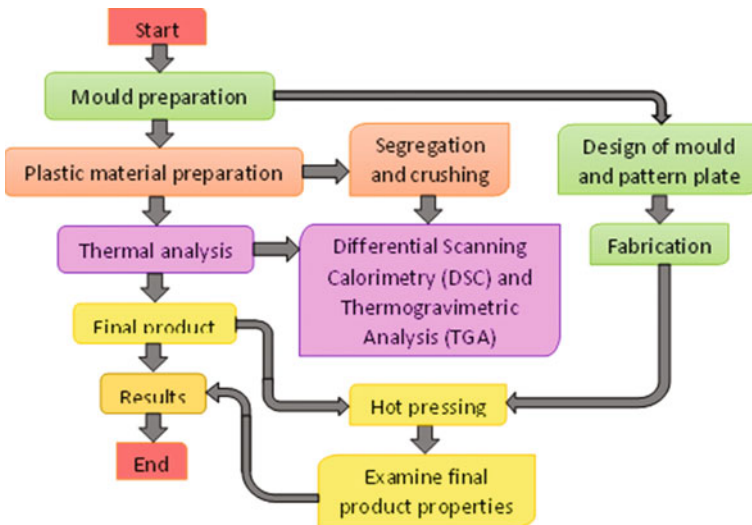 Start
Mould preparation
Plastic material preparation
Segregation
and crushing
Design of mould
and pattern plate
Thermal analysis
Differential Scanning
Calorimetry (DSC) and
Thermogravimetric
Analysis (TGA)
Fabrication
Final product
Results
Hot pressing
End
Examine final
product properties